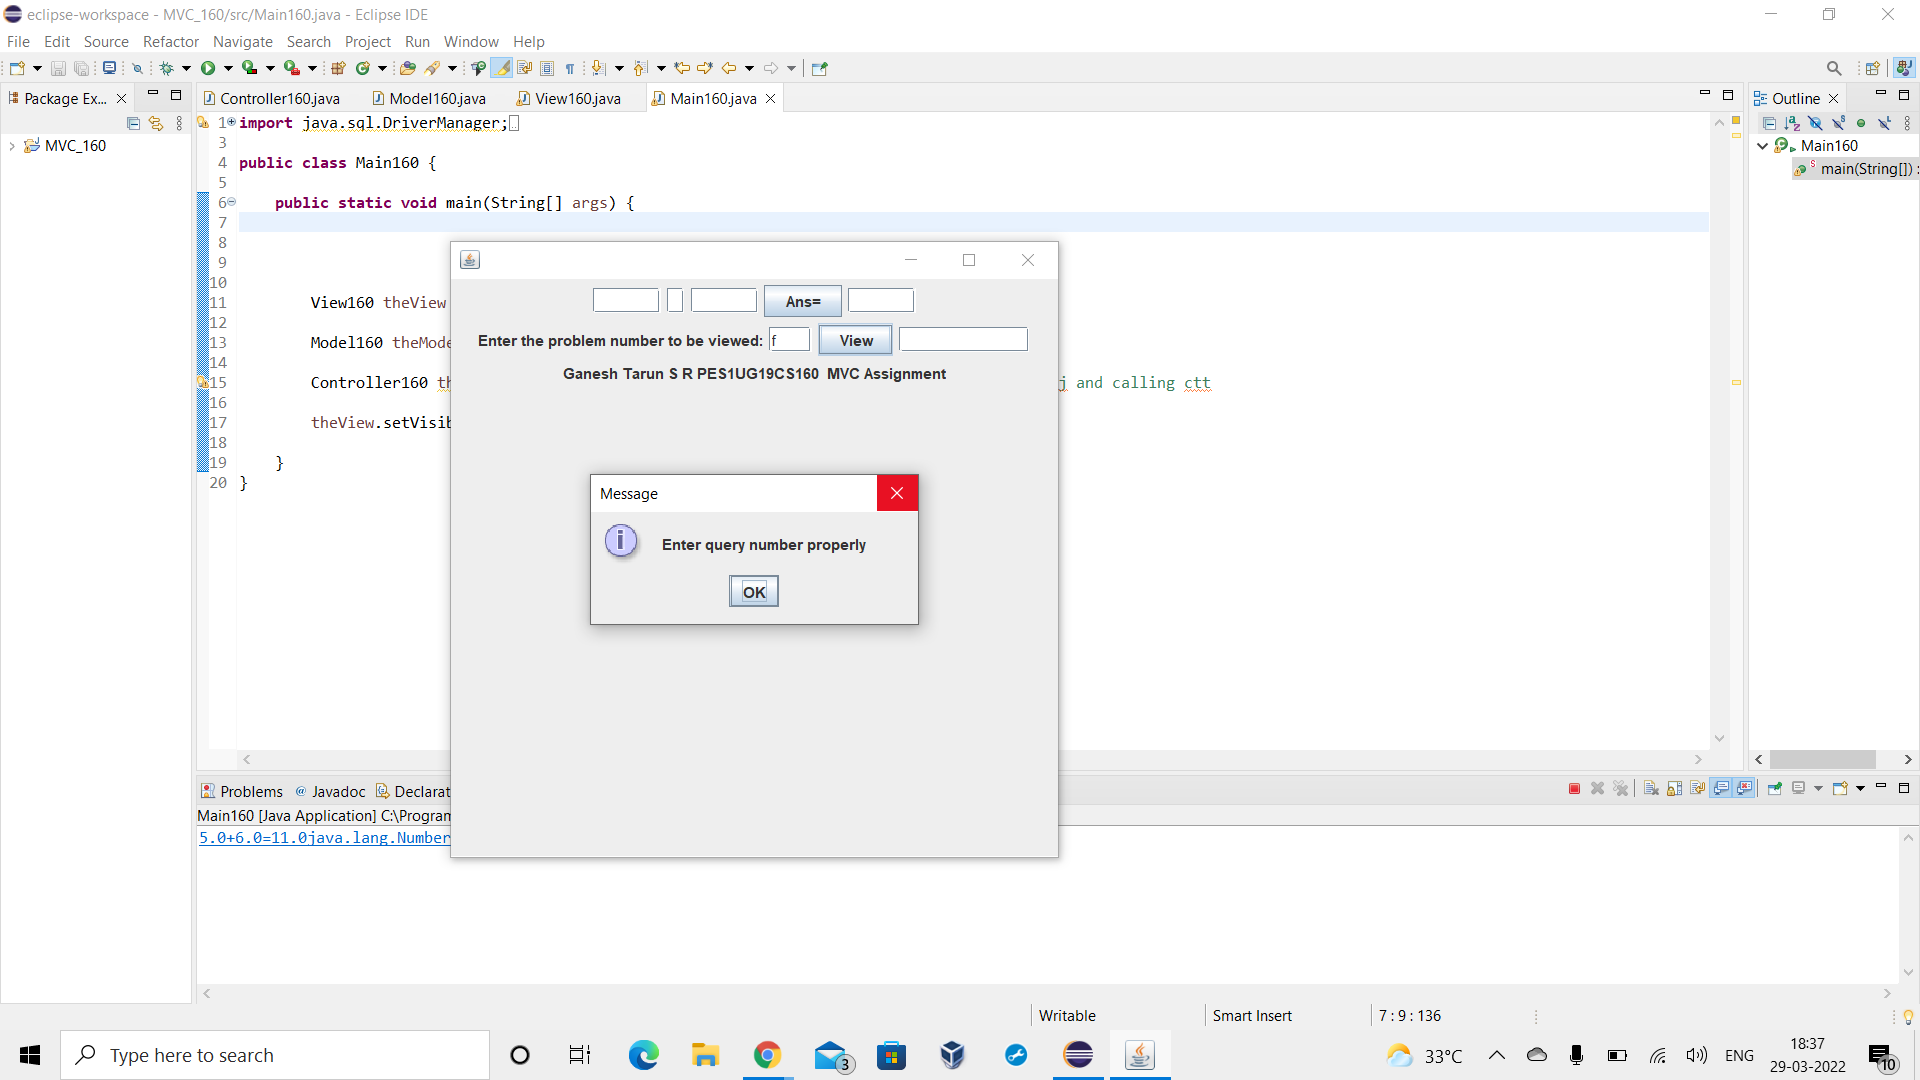 eclipse-workspace - MVC_160/src/Main160.java - Eclipse IDE
File Edit Source Refactor Navigate Search Project Run Window Help
Package Ex...
Controller160.java Model160.java View160.java Main160.java
Outline
MVC_160
1 import java.sql.DriverManager;
3
4 public class Main160 {
5
6 public static void main(String[] args) {
7
8
9
10
11 View160 theView
12
13 Model160 theMode
14
15 Controller160 th
j and calling ctt
16
17 theView.setVisib
18
19 }
20 }
Main160
main(String[]) :
Ans=
Enter the problem number to be viewed: f View
Ganesh Tarun S R PES1UG19CS160 MVC Assignment
Message
Enter query number properly
OK
Problems Javadoc Declarat
Main160 [Java Application] C:\Program
5.0+6.0=11.0java.lang.Number
Writable Smart Insert 7 : 9 : 136
Type here to search
3
33°C
ENG
18:37
29-03-2022
10